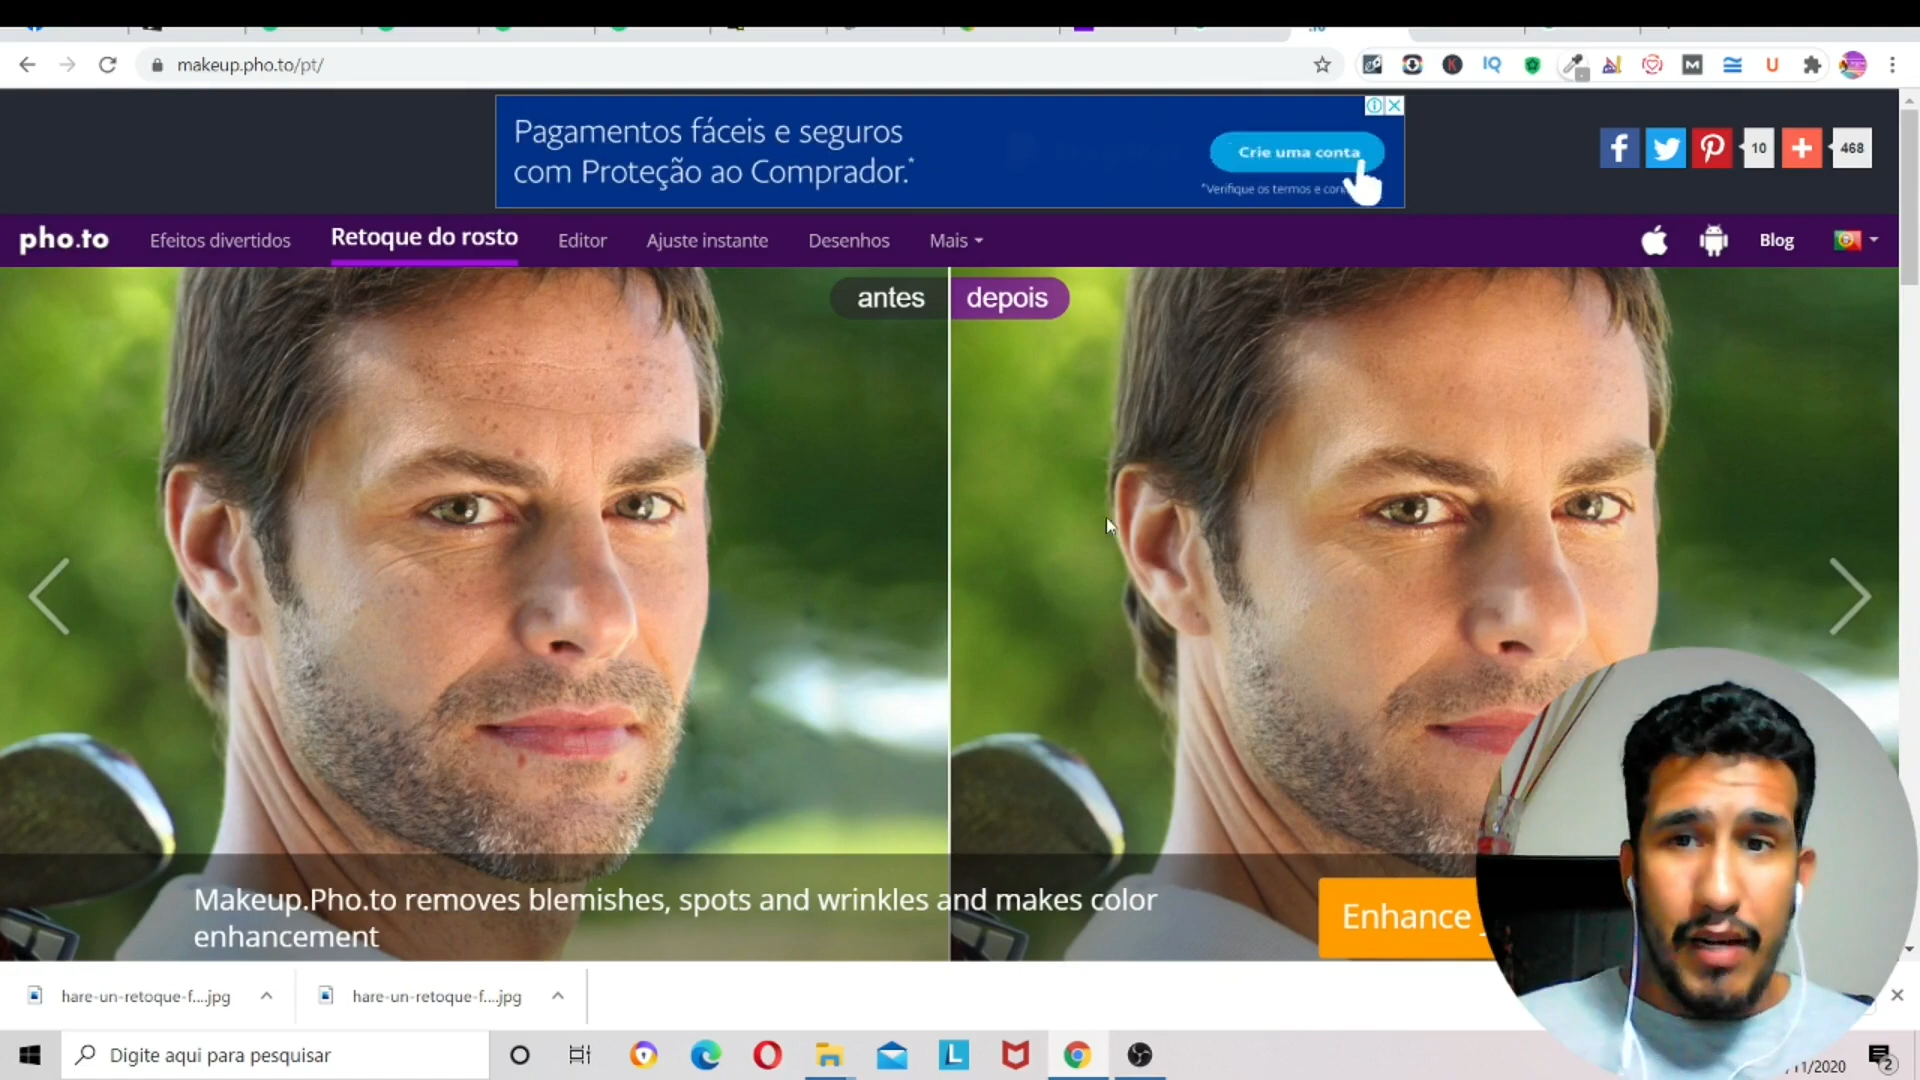 makeup.pho.to/pt/
Pagamentos fáceis e seguros
com Proteção ao Comprador.*
Crie uma conta
*Verifique os termos e
10
468
pho.to
Efeitos divertidos
Retoque do rosto
Editor
Ajuste instante
Desenhos
Mais
Blog
antes
depois
Makeup.Pho.to removes blemishes, spots and wrinkles and makes color
enhancement
Enhance
hare-un-retoque-f....jpg
hare-un-retoque-f....jpg
Digite aqui para pesquisar
11/2020
2